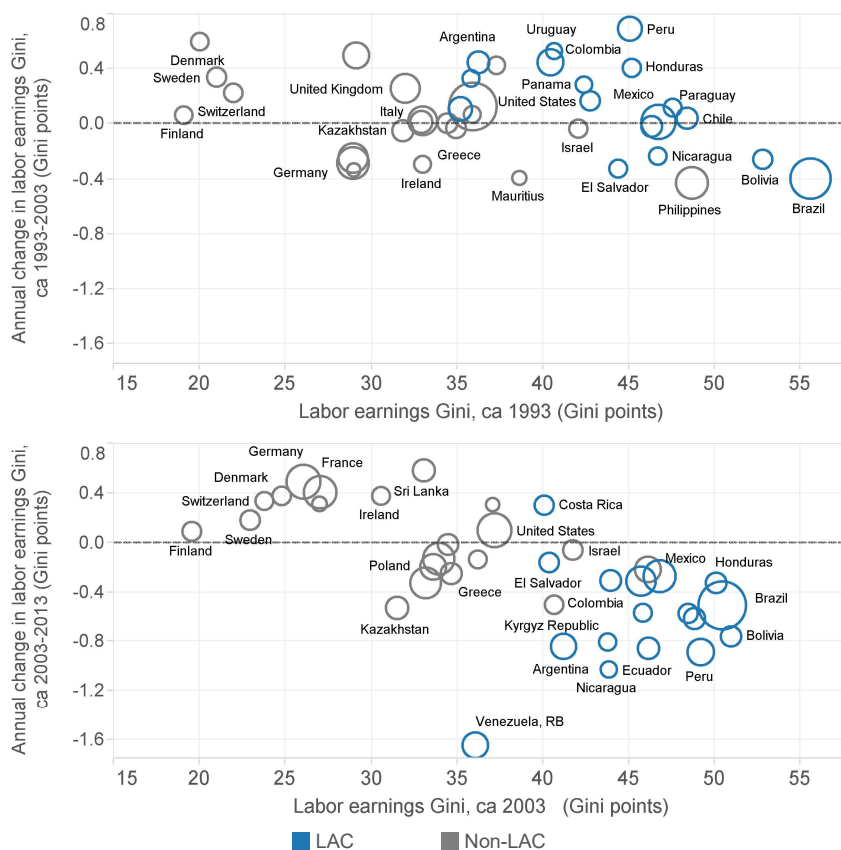 Annual change in labor earnings Gini,
ca 1993-2003 (Gini points)
0.8
0.4
0.0
-0.4
-0.8
-1.2
-1.6
Argentina
Uruguay
Peru
Colombia
Denmark
Sweden
Honduras
United Kingdom
Panama
Switzerland
Italy
United States
Mexico
Paraguay
Finland
Kazakhstan
Chile
Greece
Israel
Nicaragua
Germany
Ireland
El Salvador
Bolivia
Mauritius
Philippines
Brazil
15 20 25 30 35 40 45 50 55
Labor earnings Gini, ca 1993 (Gini points)
Annual change in labor earnings Gini,
ca 2003-2013 (Gini points)
0.8
0.4
0.0
-0.4
-0.8
-1.2
-1.6
Germany
France
Denmark
Sri Lanka
Switzerland
Ireland
Costa Rica
Sweden
United States
Finland
Israel
Mexico
Honduras
Poland
El Salvador
Greece
Colombia
Brazil
Kazakhstan
Kyrgyz Republic
Bolivia
Argentina
Ecuador
Peru
Nicaragua
Venezuela, RB
15 20 25 30 35 40 45 50 55
Labor earnings Gini, ca 2003 (Gini points)
LAC Non-LAC